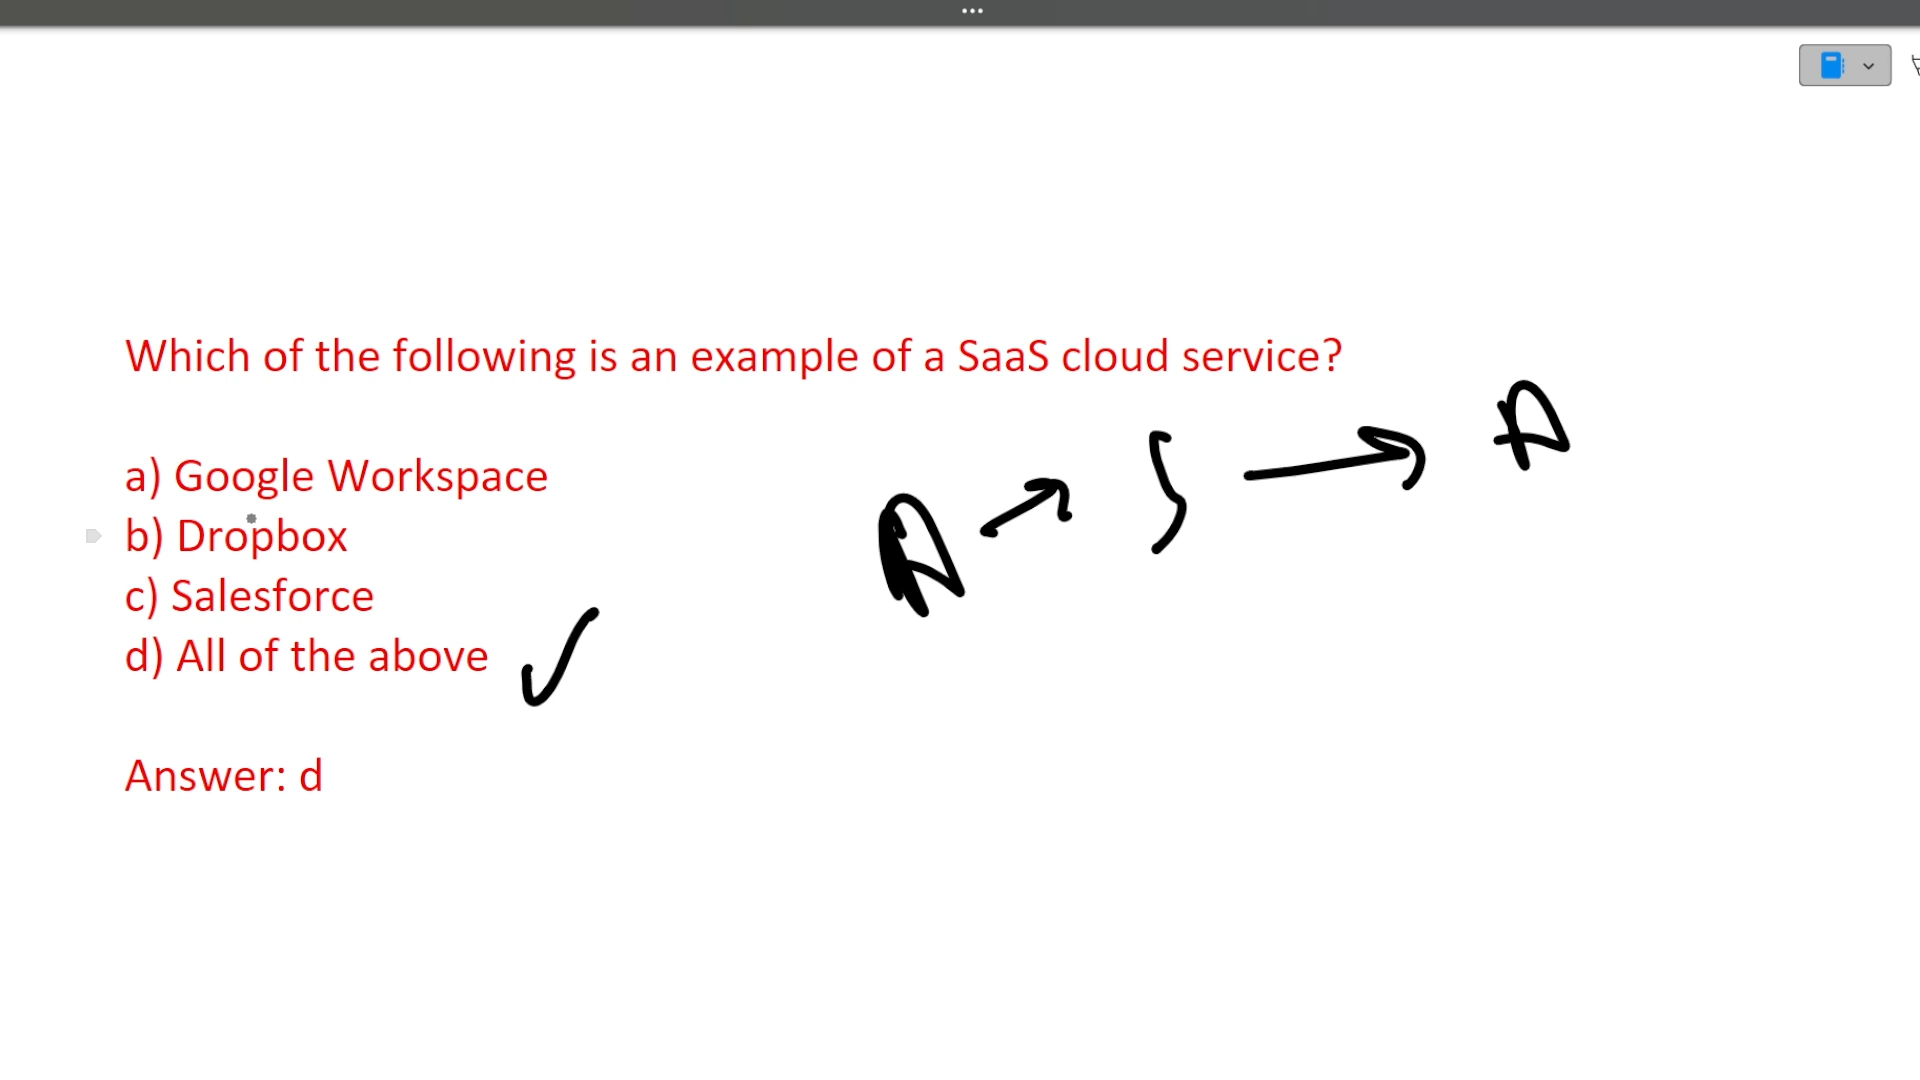 Which of the following is an example of a SaaS cloud service?
a) Google Workspace
b) Dropbox
c) Salesforce
d) All of the above
A → S → A
Answer: d